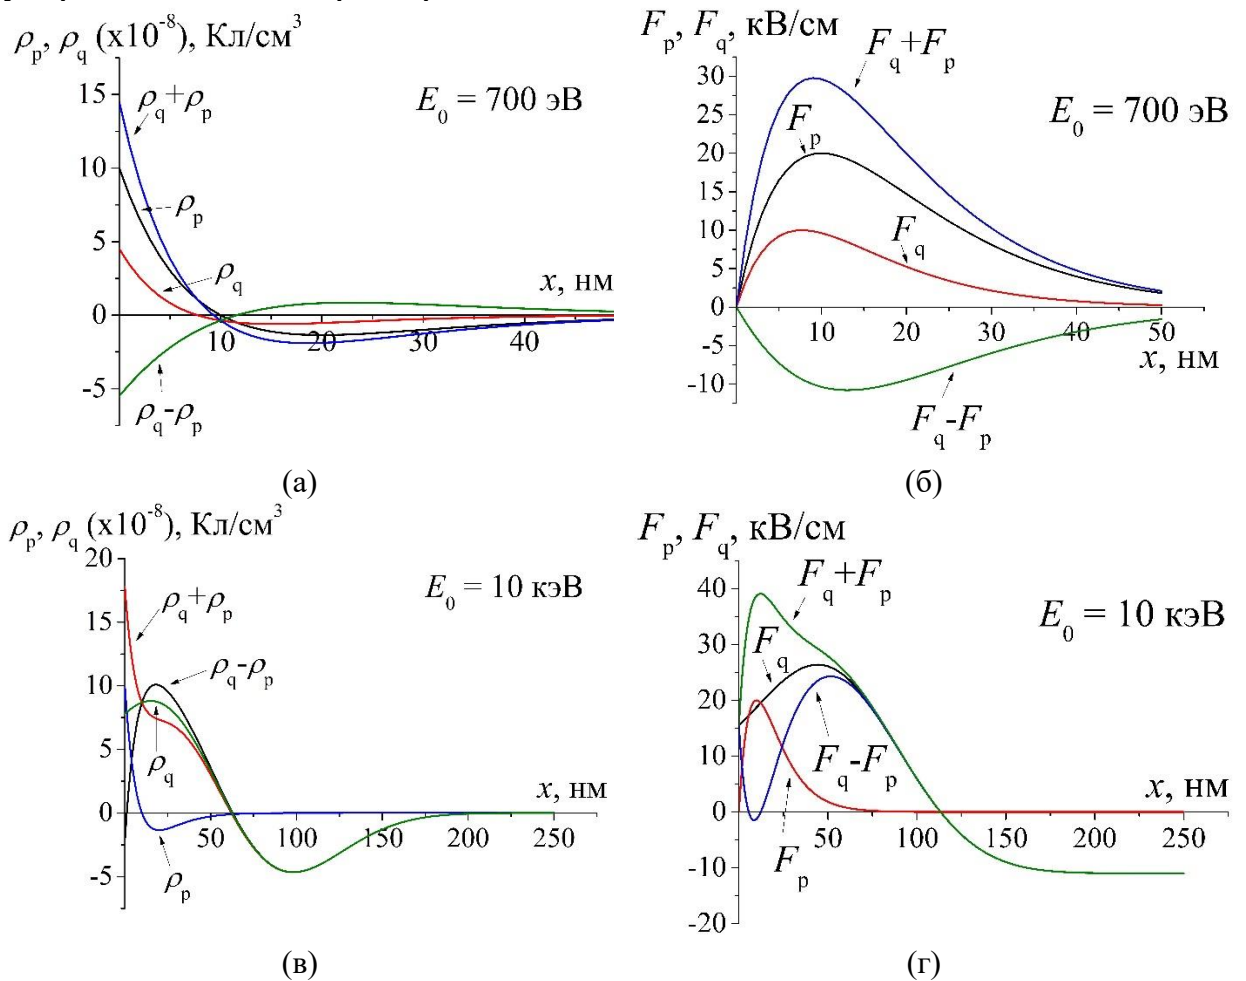 ρp, ρq (x10⁻⁸), Кл/см³
15
10
5
0
-5
ρq+ρp
ρp
ρq
ρq-ρp
E₀ = 700 эВ
x, нм
10
20
30
40
(а)
Fp, Fq, кВ/см
30
25
20
15
10
5
0
-5
-10
Fq+Fp
Fp
Fq
Fq-Fp
E₀ = 700 эВ
10
20
30
40
50
x, нм
(б)
ρp, ρq (x10⁻⁸), Кл/см³
20
15
10
5
0
-5
ρq+ρp
ρq-ρp
ρq
ρp
E₀ = 10 кэВ
x, нм
50
100
150
200
250
(в)
Fp, Fq, кВ/см
40
30
20
10
0
-10
-20
Fq+Fp
Fq
Fq-Fp
Fp
E₀ = 10 кэВ
x, нм
50
100
150
200
250
(г)